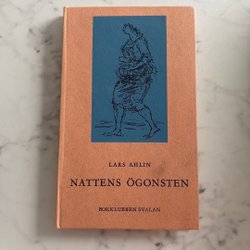 LARS AHLIN
NATTENS ÖGONSTEN
BOKKLUBBEN SVALAN